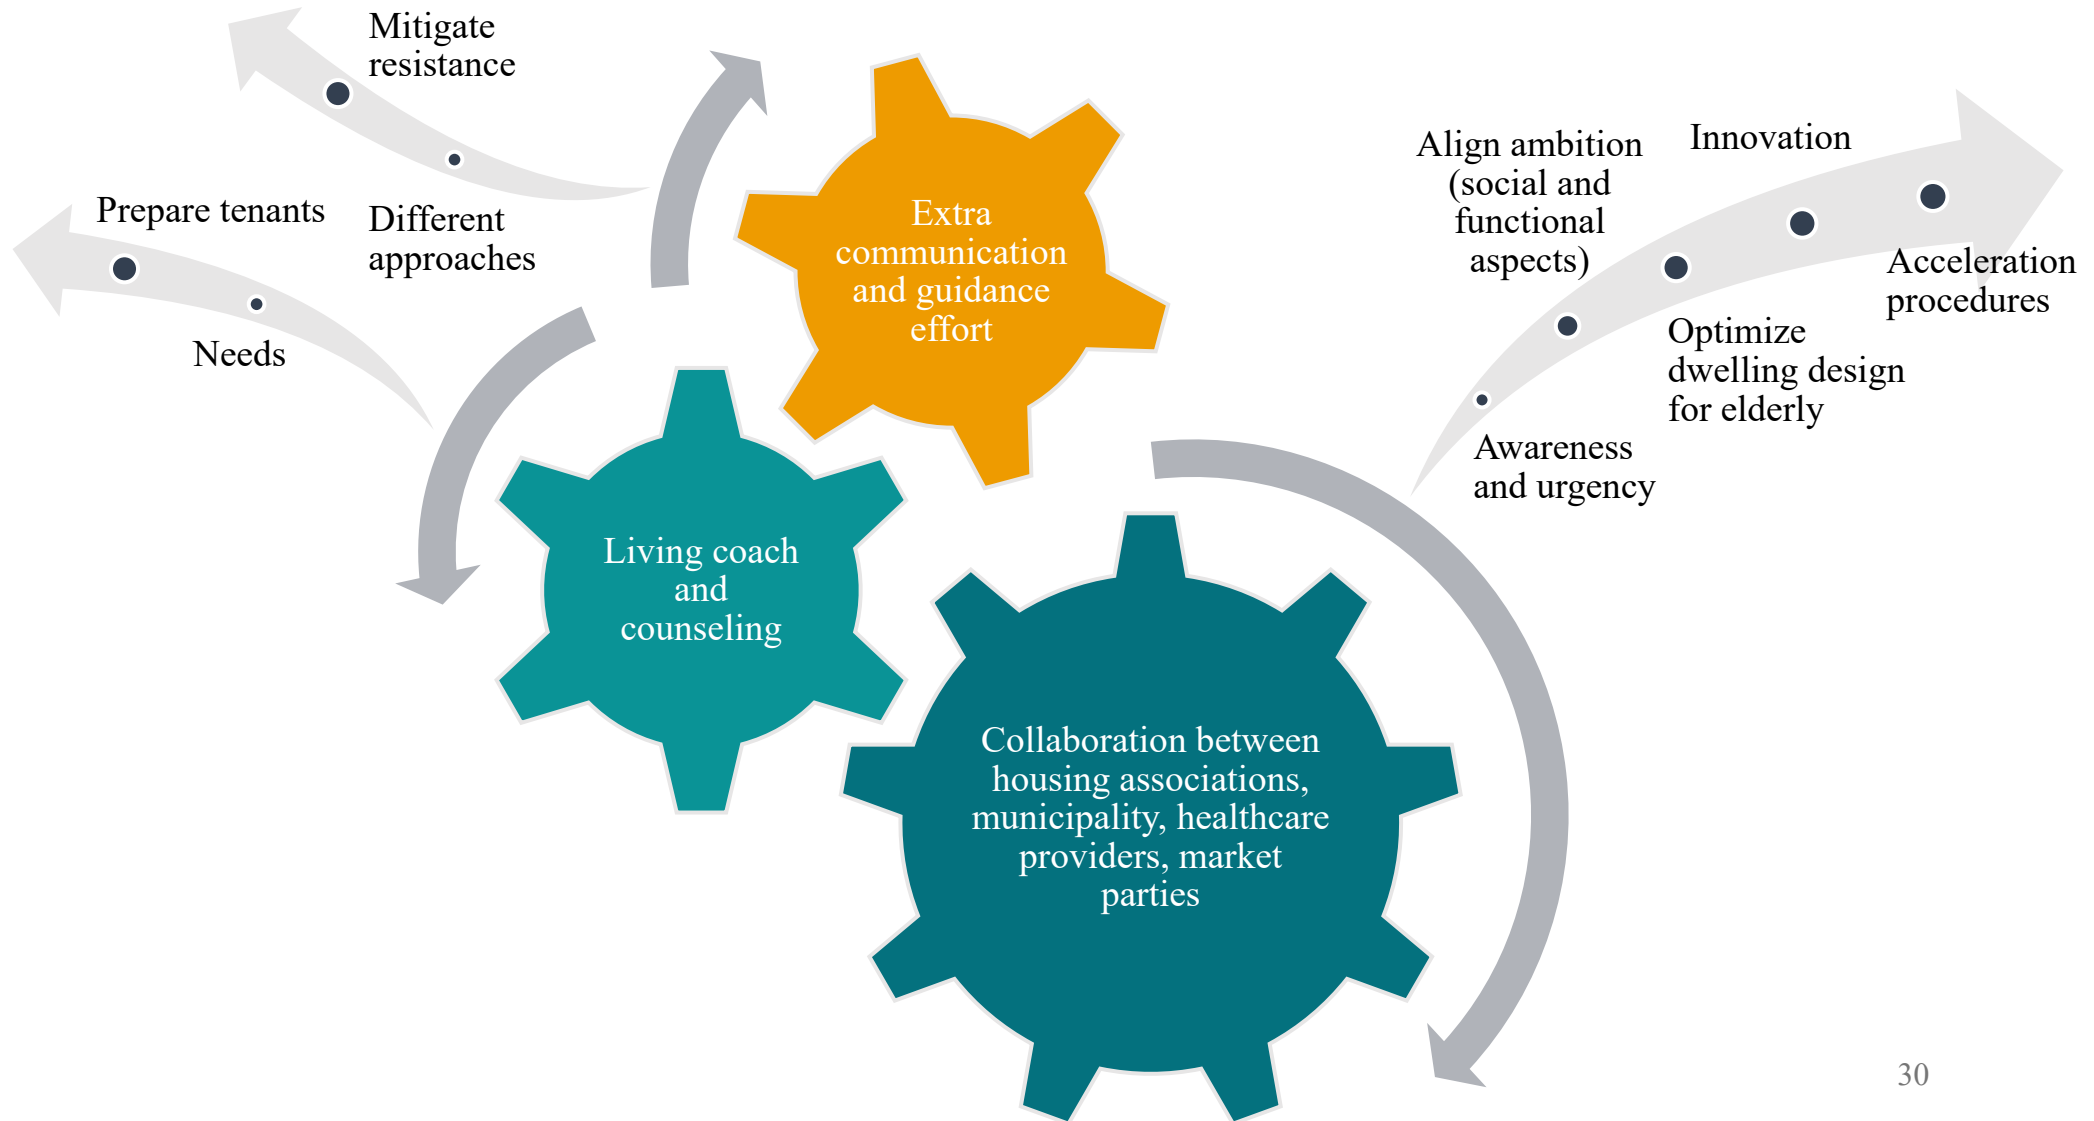 Mitigate
resistance
Different
approaches
Prepare tenants
Needs
Extra
communication
and guidance
effort
Living coach
and
counseling
Collaboration between
housing associations,
municipality, healthcare
providers, market
parties
Awareness
and urgency
Align ambition
(social and
functional
aspects)
Optimize
dwelling design
for elderly
Innovation
Acceleration
procedures
30